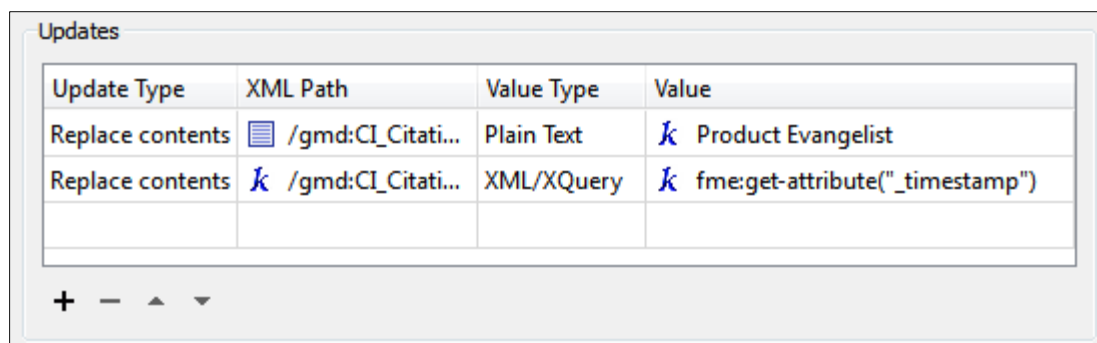 Updates
Update Type XML Path Value Type Value
Replace contents /gmd:CI_Citati... Plain Text k Product Evangelist
Replace contents k /gmd:CI_Citati... XML/XQuery k fme:get-attribute("_timestamp")